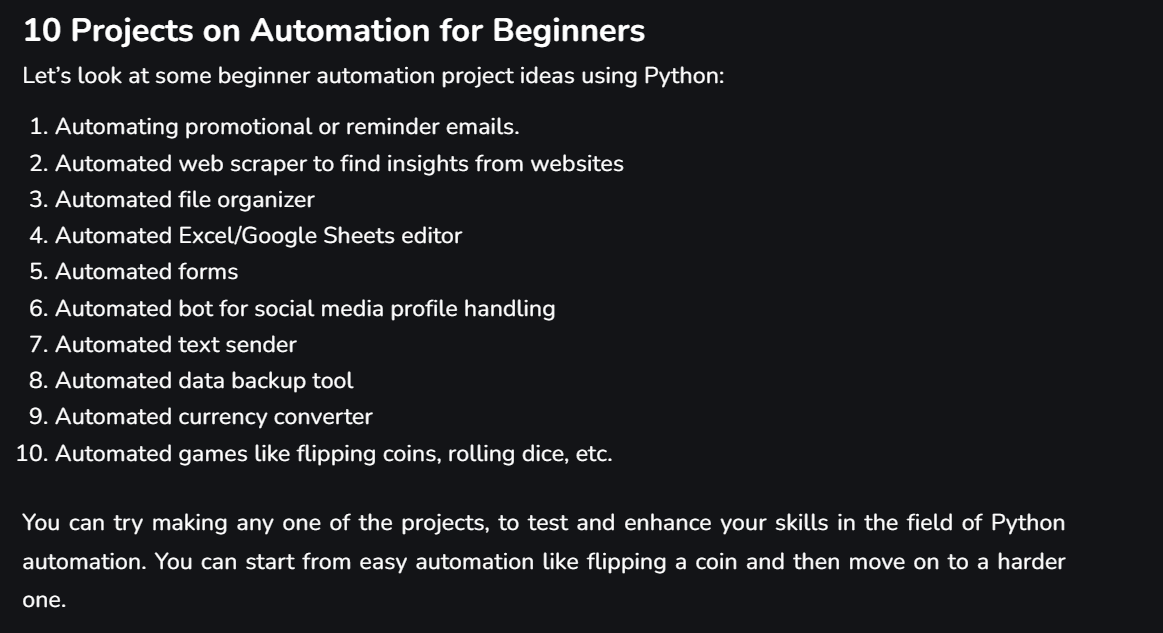 10 Projects on Automation for Beginners
Let’s look at some beginner automation project ideas using Python:
1. Automating promotional or reminder emails.
2. Automated web scraper to find insights from websites
3. Automated file organizer
4. Automated Excel/Google Sheets editor
5. Automated forms
6. Automated bot for social media profile handling
7. Automated text sender
8. Automated data backup tool
9. Automated currency converter
10. Automated games like flipping coins, rolling dice, etc.
You can try making any one of the projects, to test and enhance your skills in the field of Python
automation. You can start from easy automation like flipping a coin and then move on to a harder
one.